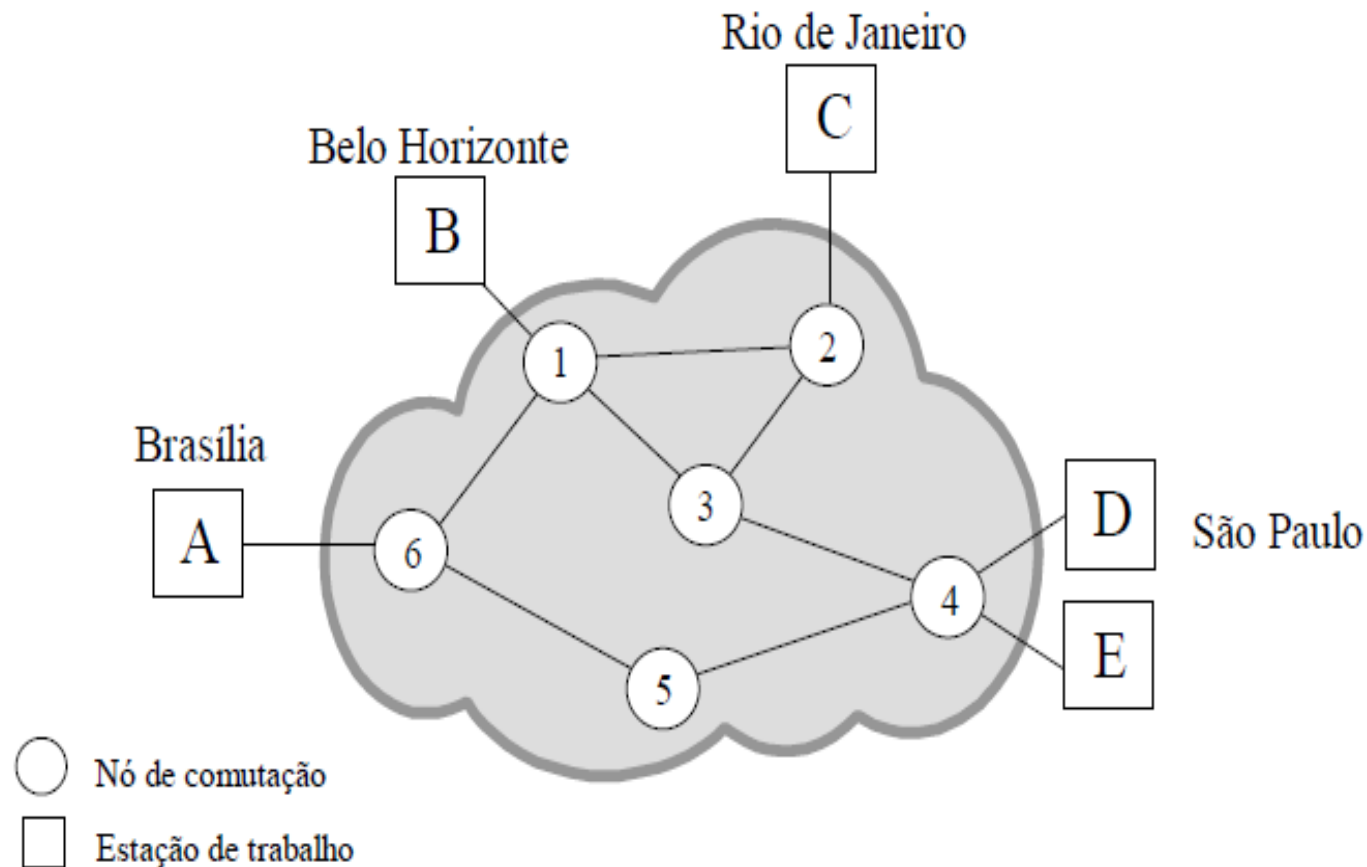 Rio de Janeiro
C
Belo Horizonte
B
1
2
Brasília
A
6
3
D
São Paulo
4
E
5
Nó de comutação
Estação de trabalho